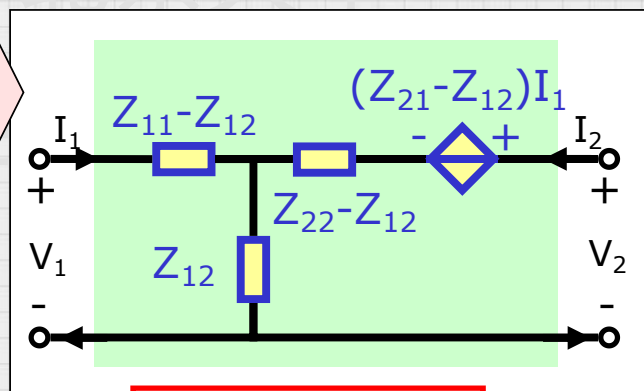 (Z₂₁-Z₁₂)I₁
Z₁₁-Z₁₂
I₁ - + I₂
+ +
Z₂₂-Z₁₂
V₁ Z₁₂ V₂
- -